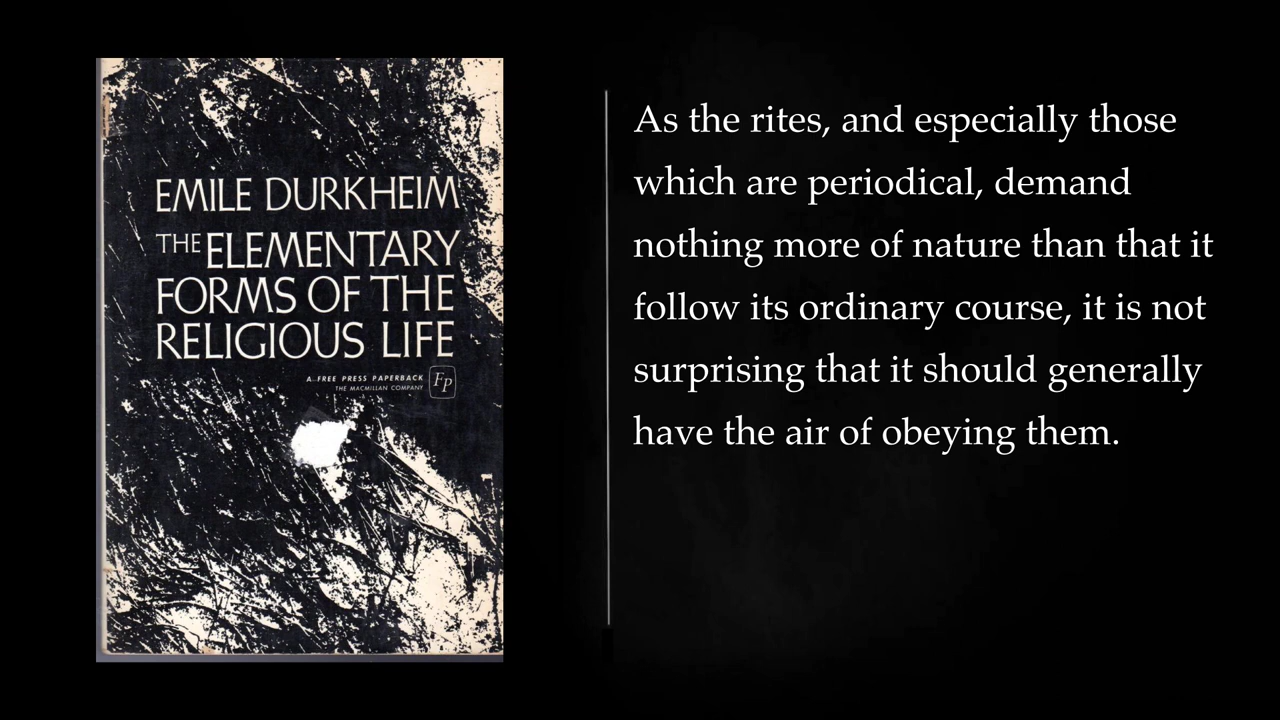 EMILE DURKHEIM
THE ELEMENTARY
FORMS OF THE
RELIGIOUS LIFE
A FREE PRESS PAPERBACK
THE MACMILLAN COMPANY
Fp
As the rites, and especially those
which are periodical, demand
nothing more of nature than that it
follow its ordinary course, it is not
surprising that it should generally
have the air of obeying them.